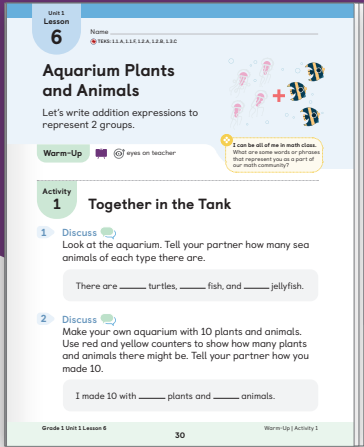 Unit 1
Lesson
6
Name
TEKS: 1.1.A, 1.1.F, 1.2.A, 1.2.B, 1.3.C
Aquarium Plants
and Animals
Let's write addition expressions to
represent 2 groups.
+
I can be all of me in math class.
What are some words or phrases
that represent you as a part of
our math community?
Warm-Up
eyes on teacher
Activity
1
Together in the Tank
1 Discuss
Look at the aquarium. Tell your partner how many sea
animals of each type there are.
There are ______ turtles, ______ fish, and ______ jellyfish.
2 Discuss
Make your own aquarium with 10 plants and animals.
Use red and yellow counters to show how many plants
and animals there might be. Tell your partner how you
made 10.
I made 10 with ______ plants and ______ animals.
Grade 1 Unit 1 Lesson 6
Warm-Up | Activity 1
30